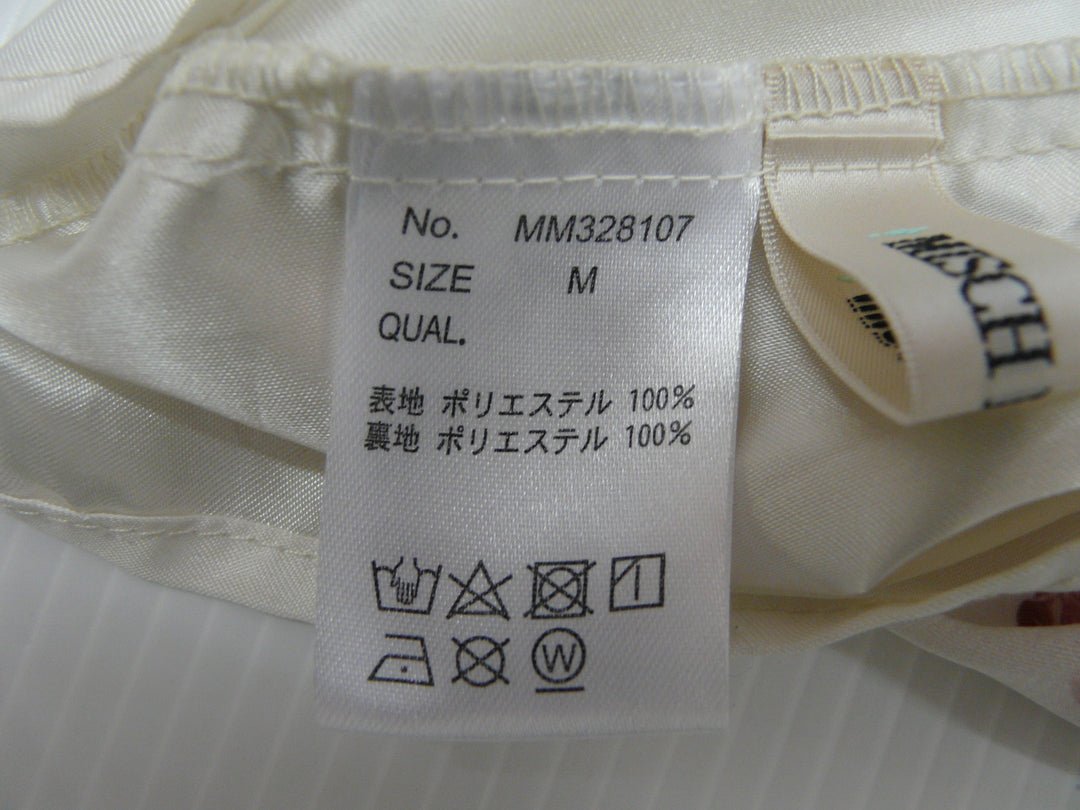 No. MM328107
SIZE M
QUAL.
表地 ポリエステル 100%
裏地 ポリエステル 100%
W
MISCH